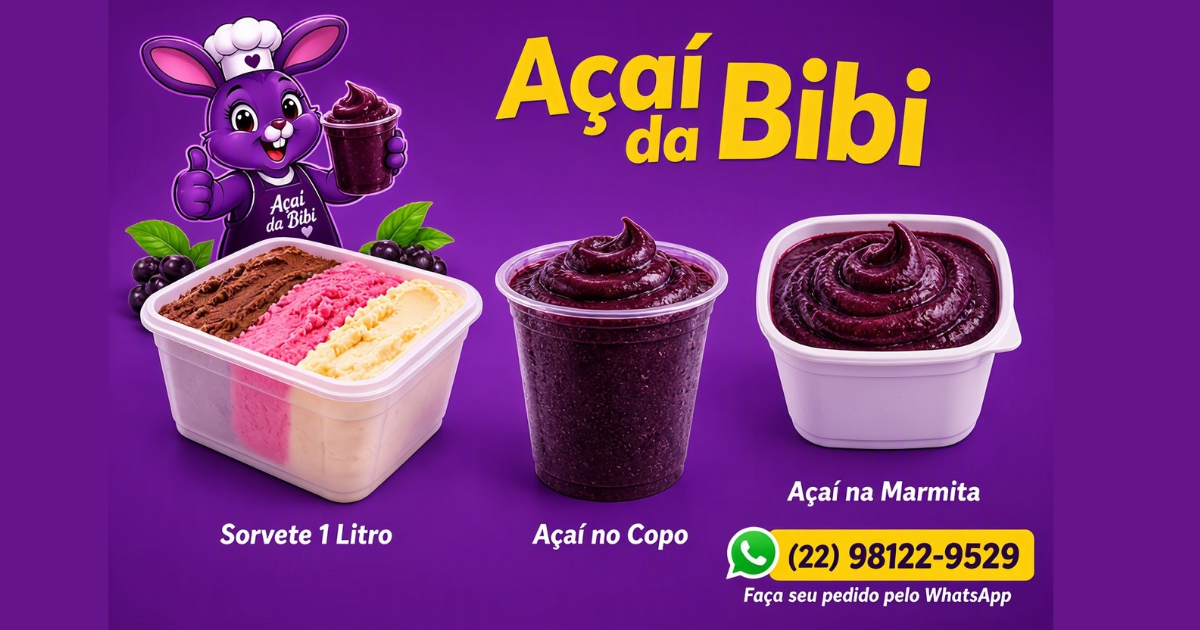 Açaí
da Bibi
Açaí
da Bibi
Sorvete 1 Litro
Açaí no Copo
Açaí na Marmita
(22) 98122-9529
Faça seu pedido pelo WhatsApp